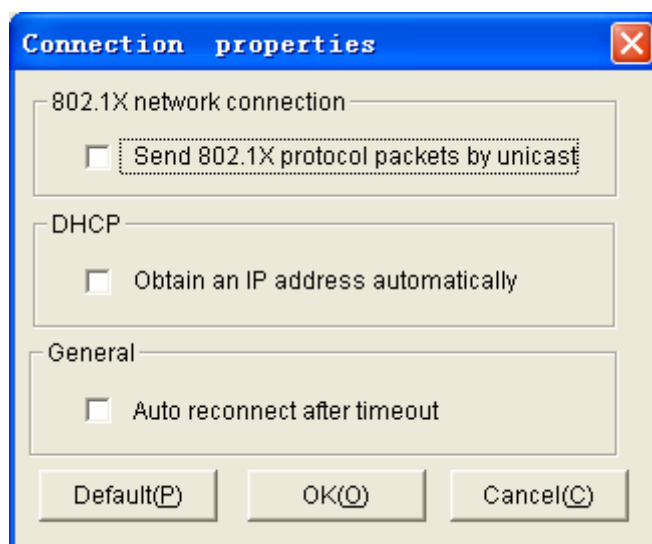 Connection properties
802.1X network connection
Send 802.1X protocol packets by unicast
DHCP
Obtain an IP address automatically
General
Auto reconnect after timeout
Default(P) OK(O) Cancel(C)